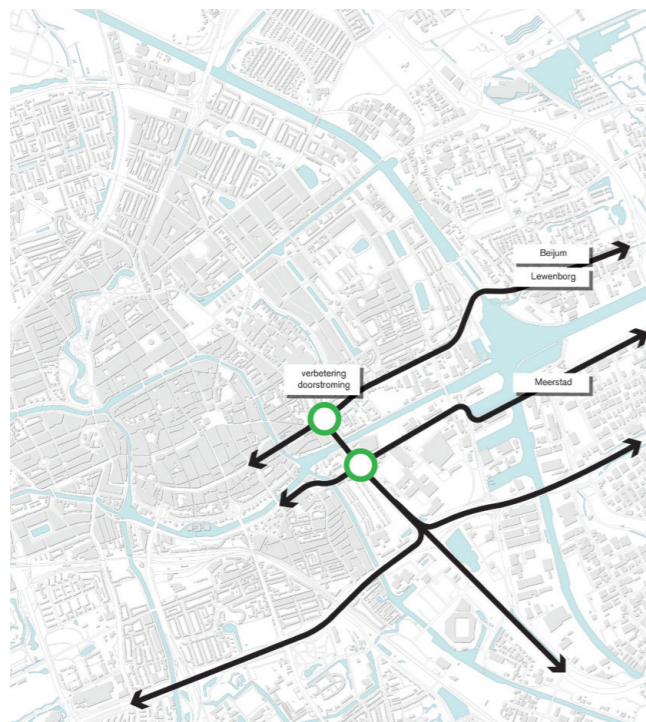 Beijum
Lewenborg
verbetering
doorstroming
Meerstad